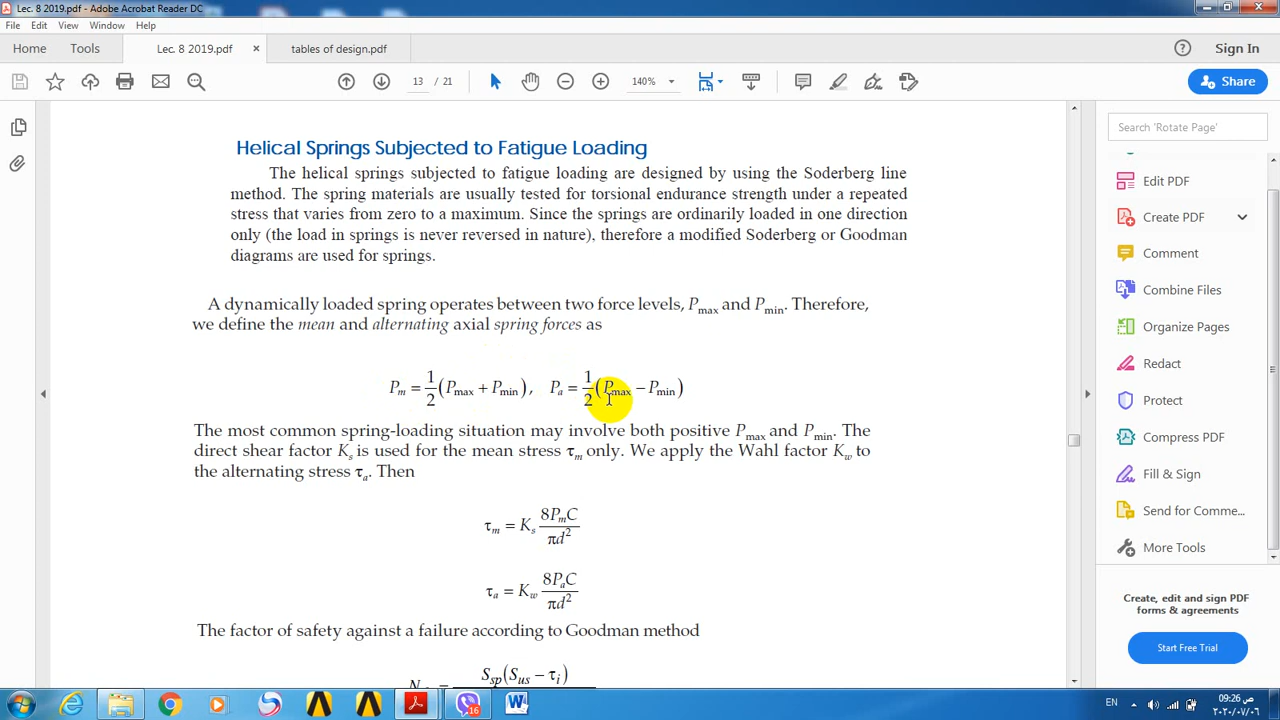 Lec. 8 2019.pdf - Adobe Acrobat Reader DC
File Edit View Window Help
Home Tools Lec. 8 2019.pdf × tables of design.pdf Sign In
13 / 21 140% Share
Helical Springs Subjected to Fatigue Loading
The helical springs subjected to fatigue loading are designed by using the Soderberg line
method. The spring materials are usually tested for torsional endurance strength under a repeated
stress that varies from zero to a maximum. Since the springs are ordinarily loaded in one direction
only (the load in springs is never reversed in nature), therefore a modified Soderberg or Goodman
diagrams are used for springs.
A dynamically loaded spring operates between two force levels, Pmax and Pmin. Therefore,
we define the mean and alternating axial spring forces as
Pm = 1/2 (Pmax + Pmin), Pa = 1/2 (Pmax − Pmin)
The most common spring-loading situation may involve both positive Pmax and Pmin. The
direct shear factor Ks is used for the mean stress τm only. We apply the Wahl factor Kw to
the alternating stress τa. Then
τm = Ks 8PmC/πd²
τa = Kw 8PaC/πd²
The factor of safety against a failure according to Goodman method
Ssp(Sus − τi)
Search 'Rotate Page'
Edit PDF
Create PDF
Comment
Combine Files
Organize Pages
Redact
Protect
Compress PDF
Fill & Sign
Send for Comme...
More Tools
Create, edit and sign PDF
forms & agreements
Start Free Trial
16
EN
09:26 ص
٢٠٢٠/٠٧/٠٦